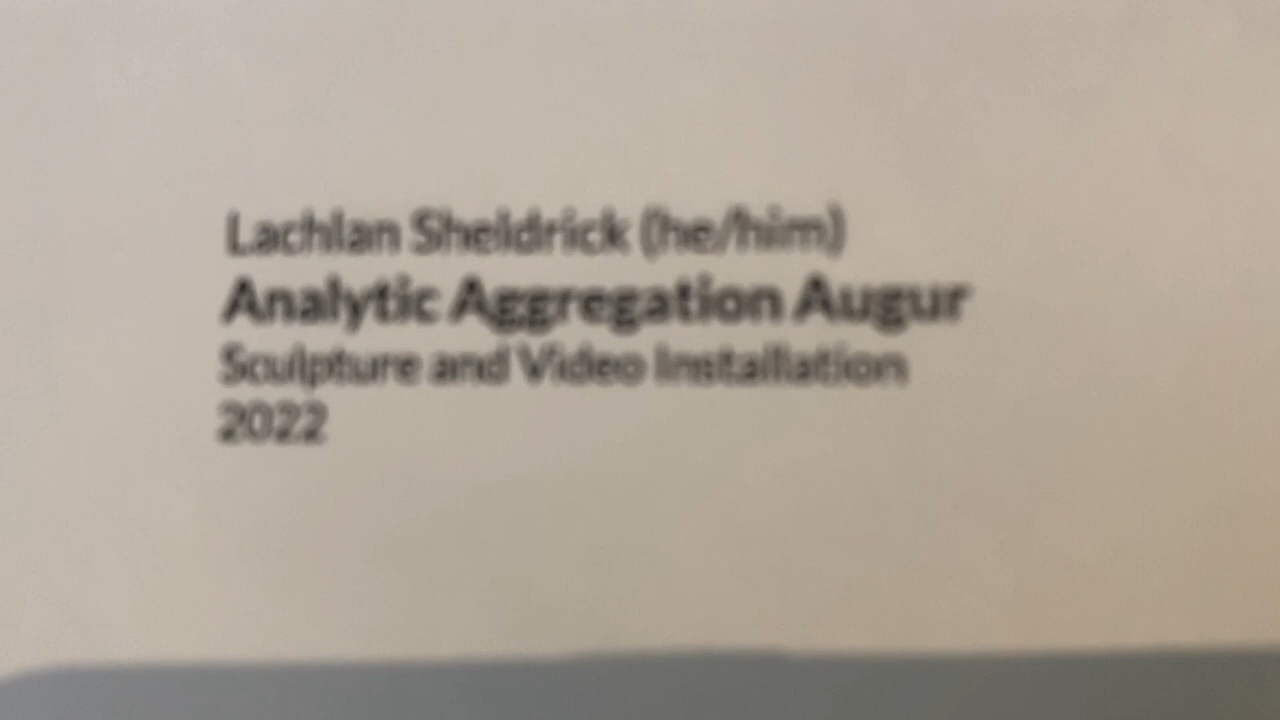 Lachlan Sheldrick (he/him)
Analytic Aggregation Augur
Sculpture and Video Installation
2022